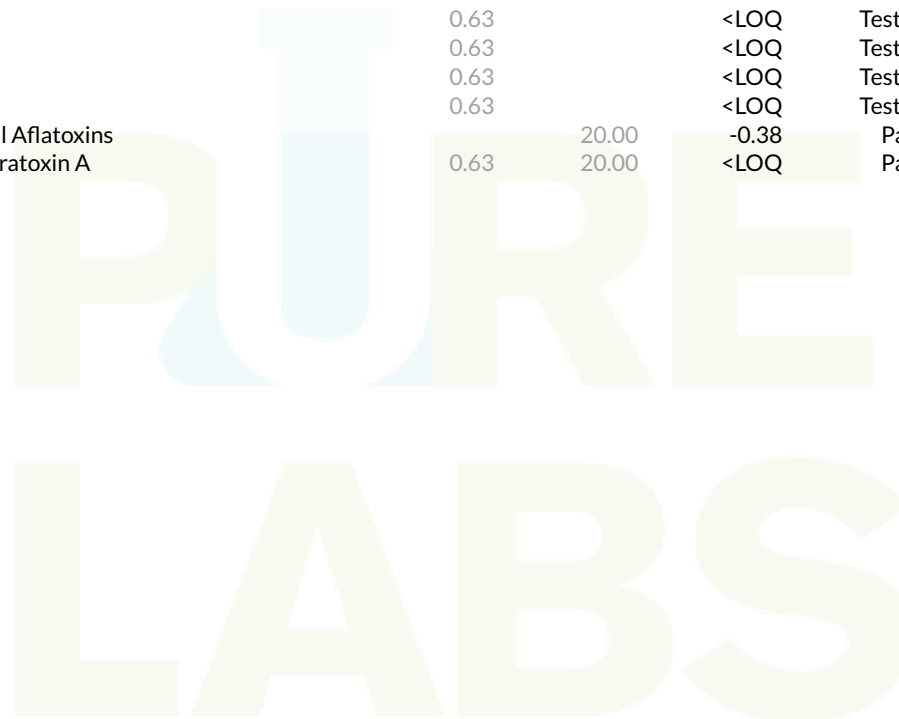 0.63 <LOQ Test
0.63 <LOQ Test
0.63 <LOQ Test
0.63 <LOQ Test
l Aflatoxins 20.00 -0.38 Pa
ratoxin A 0.63 20.00 <LOQ Pa
PURE
LABS